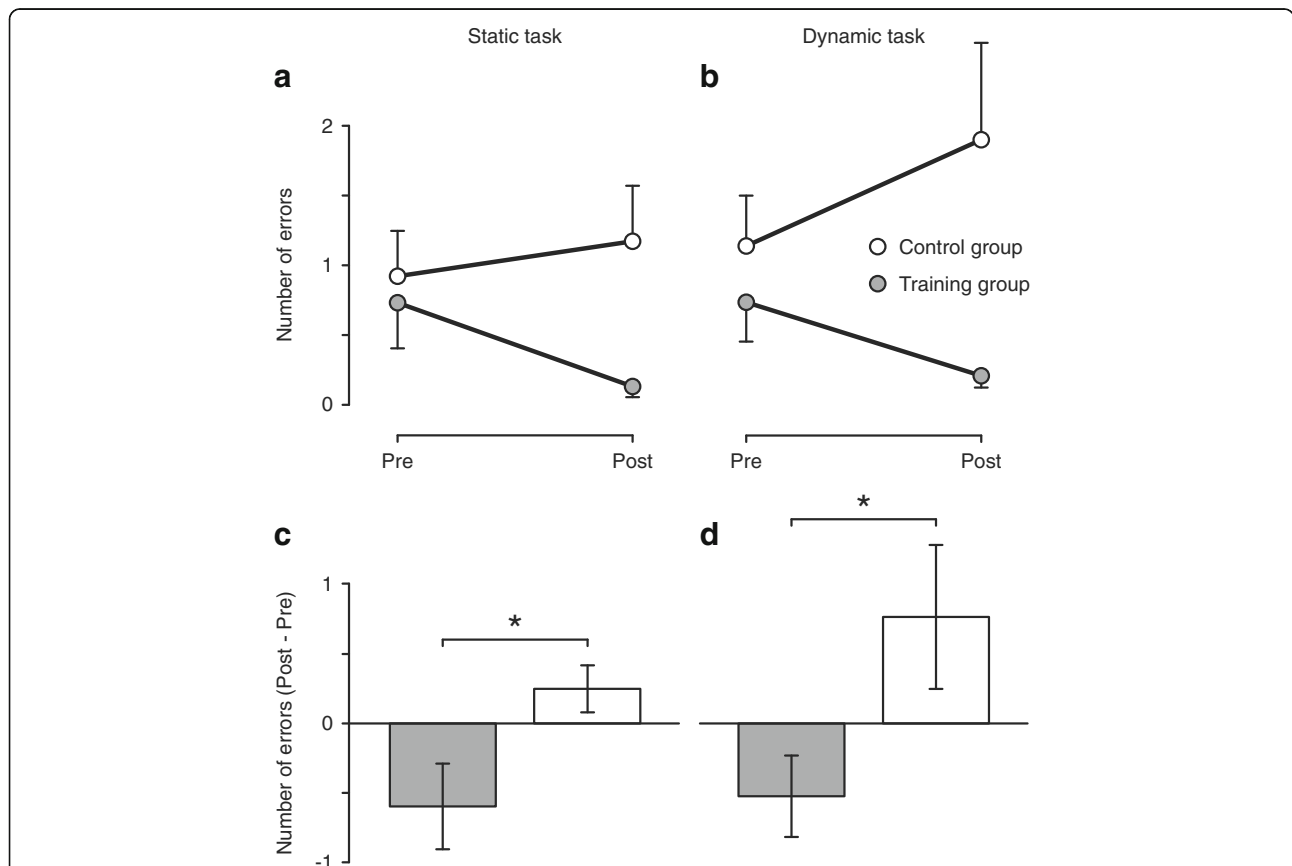 Static task
Dynamic task
a
b
2
1
0
Number of errors
Control group
Training group
Pre
Post
Pre
Post
c
d
*
*
1
0
-1
Number of errors (Post - Pre)